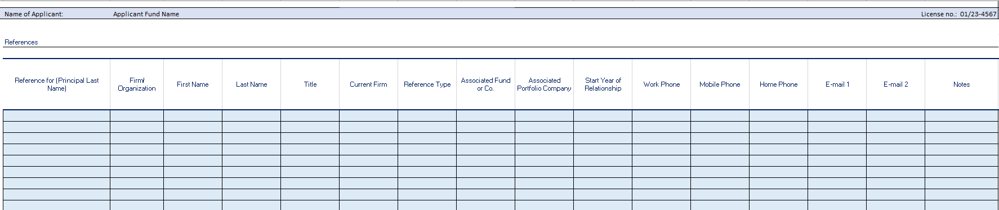 Name of Applicant: Applicant Fund Name License no.: 01/23-4567
References
Reference for (Principal Last
Name)
Firm/
Organization
First Name
Last Name
Title
Current Firm
Reference Type
Associated Fund
or Co.
Associated
Portfolio Company
Start Year of
Relationship
Work Phone
Mobile Phone
Home Phone
E-mail 1
E-mail 2
Notes